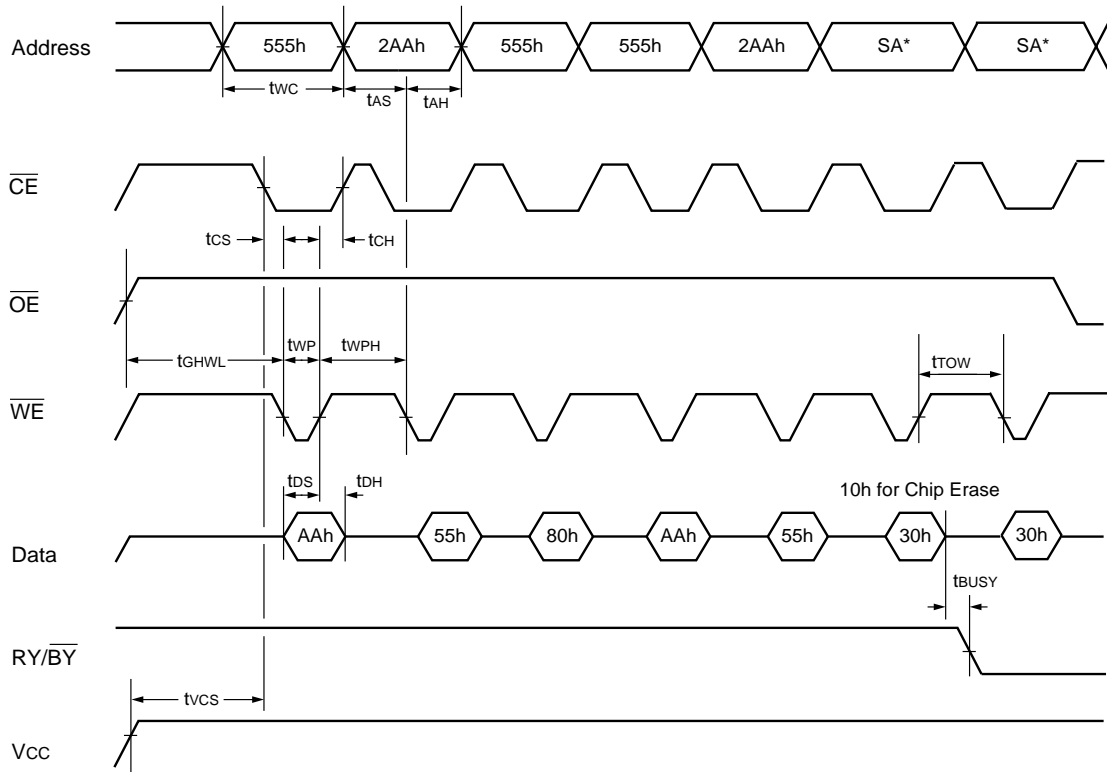 Address 555h 2AAh 555h 555h 2AAh SA* SA*
tWC tAS tAH
CE
tCS tCH
OE
tGHWL tWP tWPH tTOW
WE
tDS tDH
10h for Chip Erase
Data AAh 55h 80h AAh 55h 30h 30h
tBUSY
RY/BY
tVCS
VCC